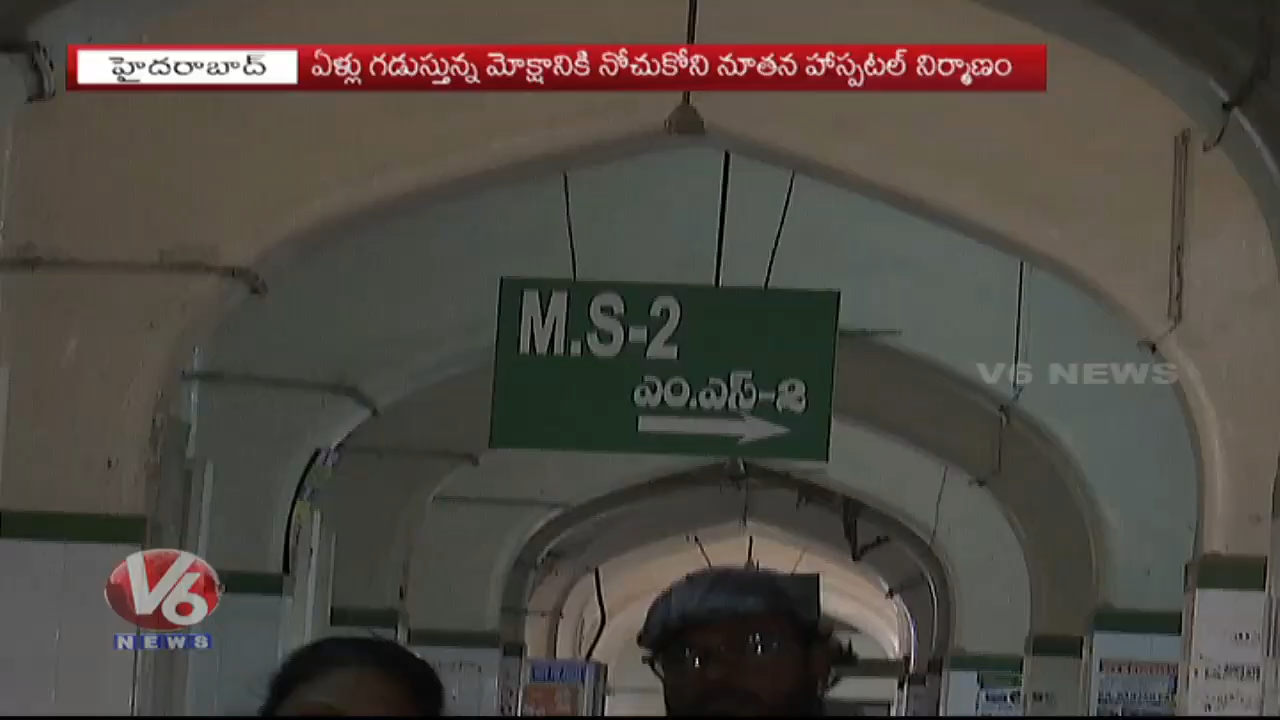 హైదరాబాద్ ఏళ్లు గడుస్తున్న మోక్షానికి నోచుకోని నూతన హాస్పటల్ నిర్మాణం
M.S-2
ఎం.ఎస్-2
V6 NEWS
V6
NEWS